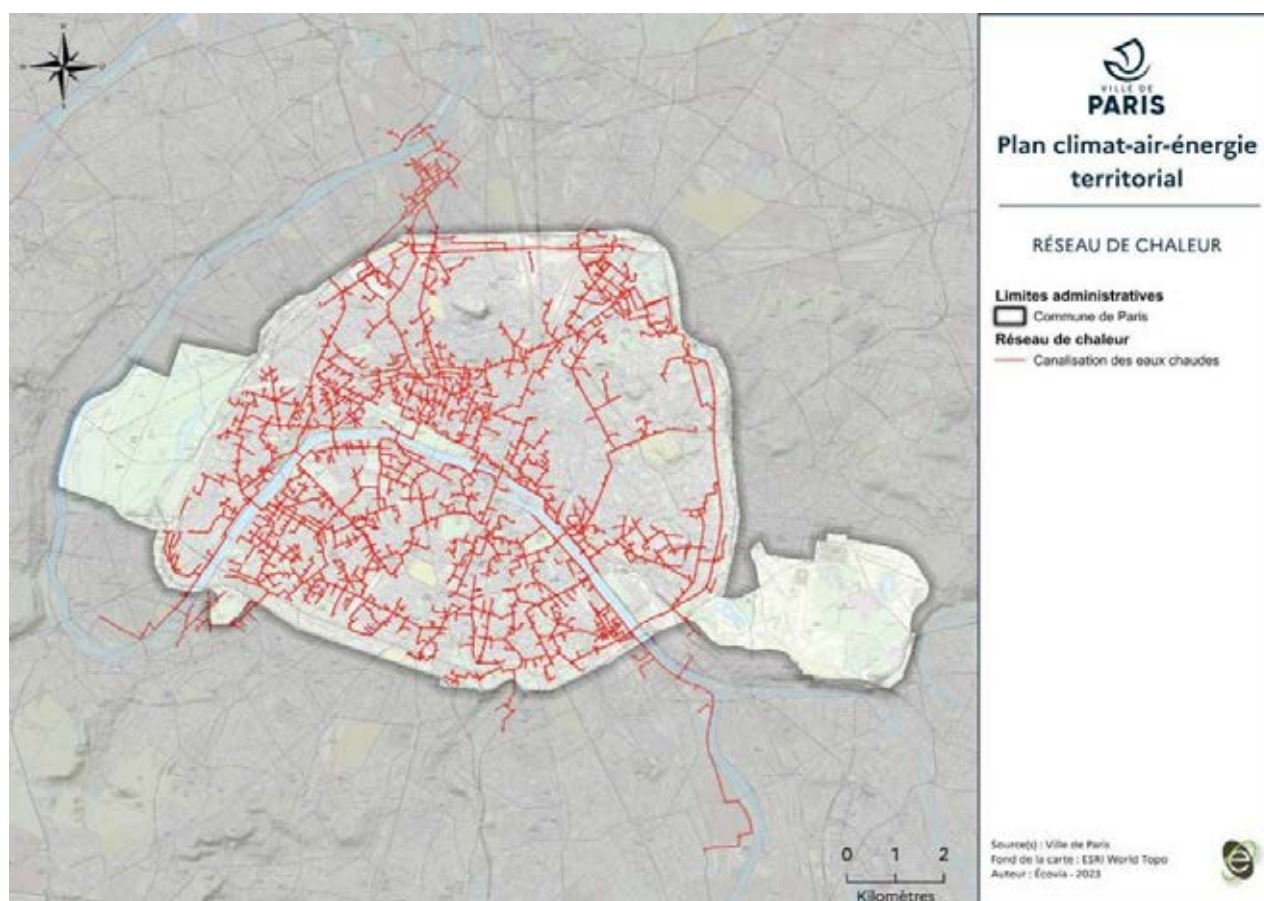 VILLE DE
PARIS
Plan climat-air-énergie
territorial
RÉSEAU DE CHALEUR
Limites administratives
Commune de Paris
Réseau de chaleur
Canalisation des eaux chaudes
0 1 2
Kilomètres
Source(s) : Ville de Paris
Fond de la carte : ESRI World Topo
Auteur : Écovia - 2023